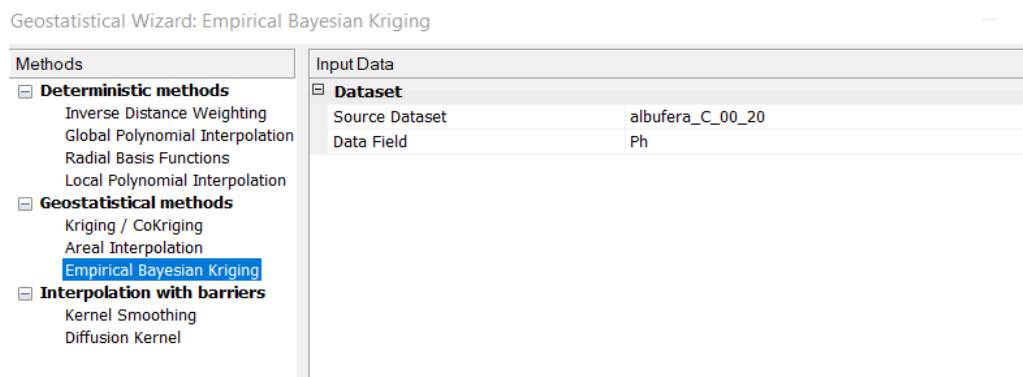 Geostatistical Wizard: Empirical Bayesian Kriging
Methods
Deterministic methods
Inverse Distance Weighting
Global Polynomial Interpolation
Radial Basis Functions
Local Polynomial Interpolation
Geostatistical methods
Kriging / CoKriging
Areal Interpolation
Empirical Bayesian Kriging
Interpolation with barriers
Kernel Smoothing
Diffusion Kernel
Input Data
Dataset
Source Dataset albufera_C_00_20
Data Field Ph